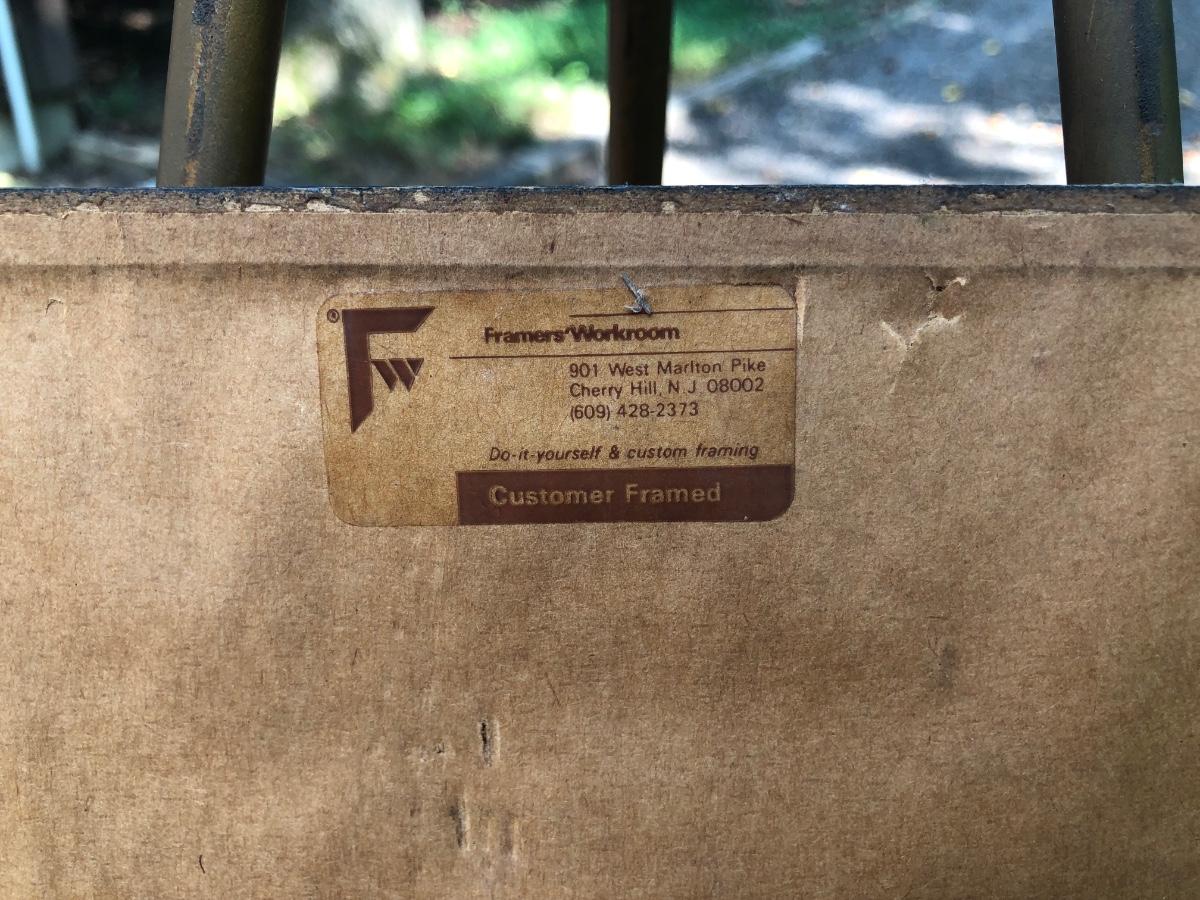 ®
FW
Framers' Workroom
901 West Marlton Pike
Cherry Hill, N.J. 08002
(609) 428-2373
Do-it-yourself & custom framing
Customer Framed